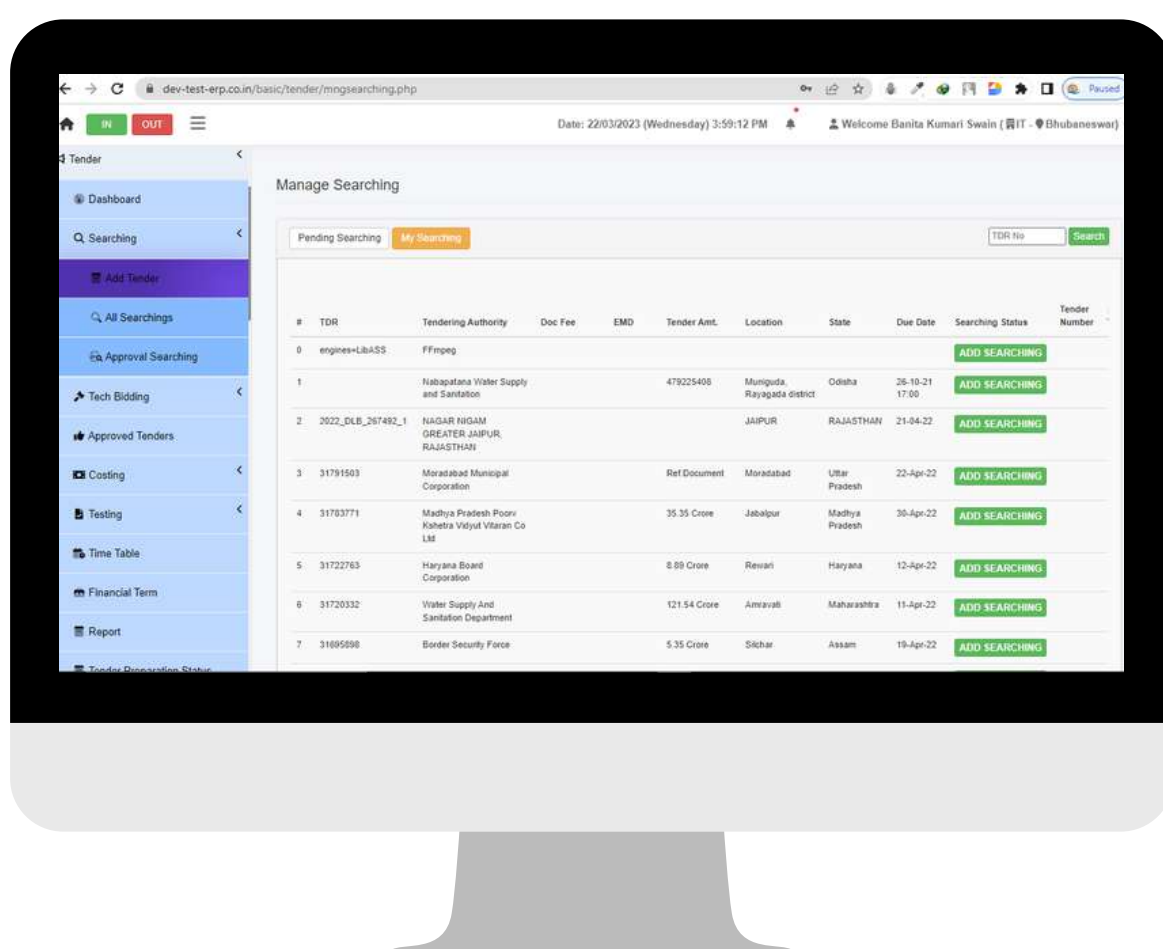 dev-test-erp.co.in/basic/tender/mngsearching.php
Paused
IN OUT
Date: 22/03/2023 (Wednesday) 3:59:12 PM
Welcome Banita Kumari Swain ( IT - Bhubaneswar)
Tender
Dashboard
Searching
Add Tender
All Searchings
Approval Searching
Tech Bidding
Approved Tenders
Costing
Testing
Time Table
Financial Term
Report
Tender Preparation Status
Manage Searching
Pending Searching My Searching TDR No Search
# TDR Tendering Authority Doc Fee EMD Tender Amt. Location State Due Date Searching Status Tender Number
0 engines=LibASS FFmpeg ADD SEARCHING
1 Nabapatana Water Supply 479225408 Muniguda, Odisha 26-10-21 ADD SEARCHING
and Sanitation Rayagada district 17:00
2 2022_DLB_267492_1 NAGAR NIGAM JAIPUR RAJASTHAN 21-04-22 ADD SEARCHING
GREATER JAIPUR,
RAJASTHAN
3 31791503 Moradabad Municipal Ref.Document Moradabad Uttar 22-Apr-22 ADD SEARCHING
Corporation Pradesh
4 31783771 Madhya Pradesh Poorv 35.35 Crore Jabalpur Madhya 30-Apr-22 ADD SEARCHING
Kshetra Vidyut Vitaran Co Pradesh
Ltd
5 31722763 Haryana Board 8.89 Crore Rewari Haryana 12-Apr-22 ADD SEARCHING
Corporation
6 31720332 Water Supply And 121.54 Crore Amravati Maharashtra 11-Apr-22 ADD SEARCHING
Sanitation Department
7 31695898 Border Security Force 5.35 Crore Silchar Assam 19-Apr-22 ADD SEARCHING